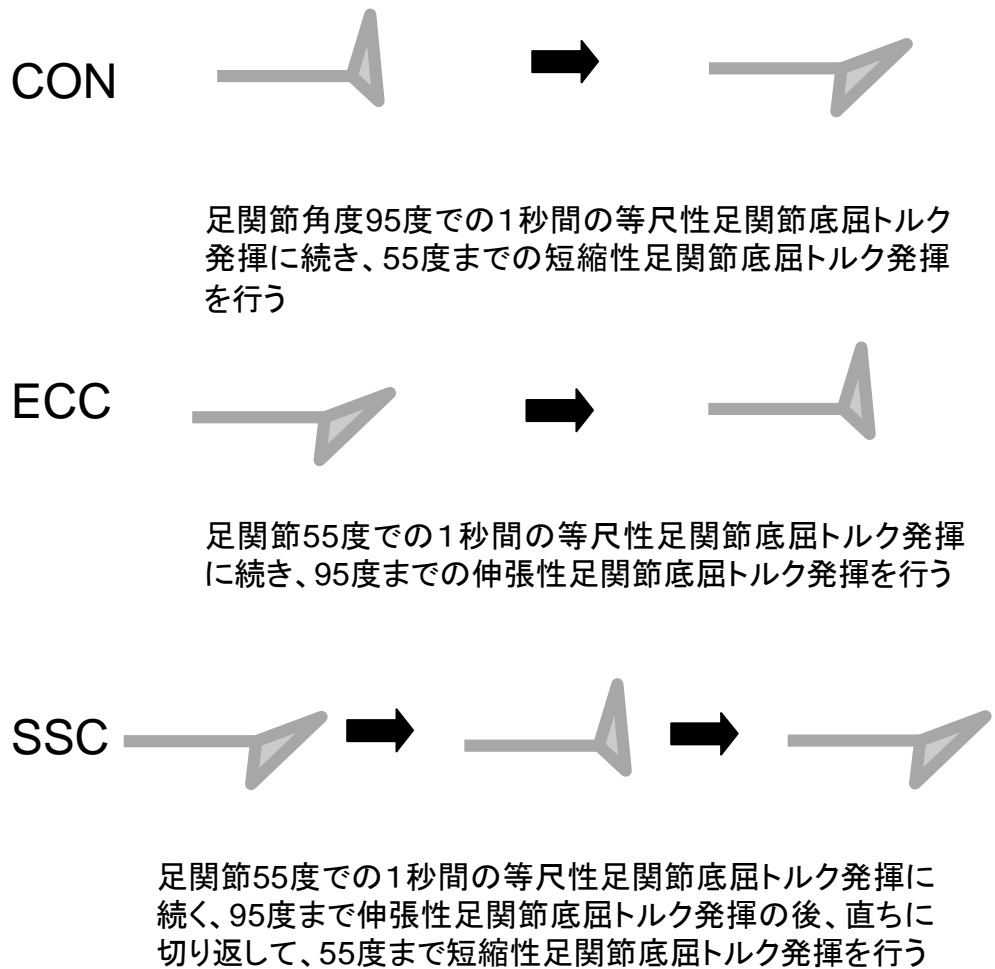 CON
足関節角度95度での１秒間の等尺性足関節底屈トルク
発揮に続き、55度までの短縮性足関節底屈トルク発揮
を行う
ECC
足関節55度での１秒間の等尺性足関節底屈トルク発揮
に続き、95度までの伸張性足関節底屈トルク発揮を行う
SSC
足関節55度での１秒間の等尺性足関節底屈トルク発揮に
続く、95度まで伸張性足関節底屈トルク発揮の後、直ちに
切り返して、55度まで短縮性足関節底屈トルク発揮を行う